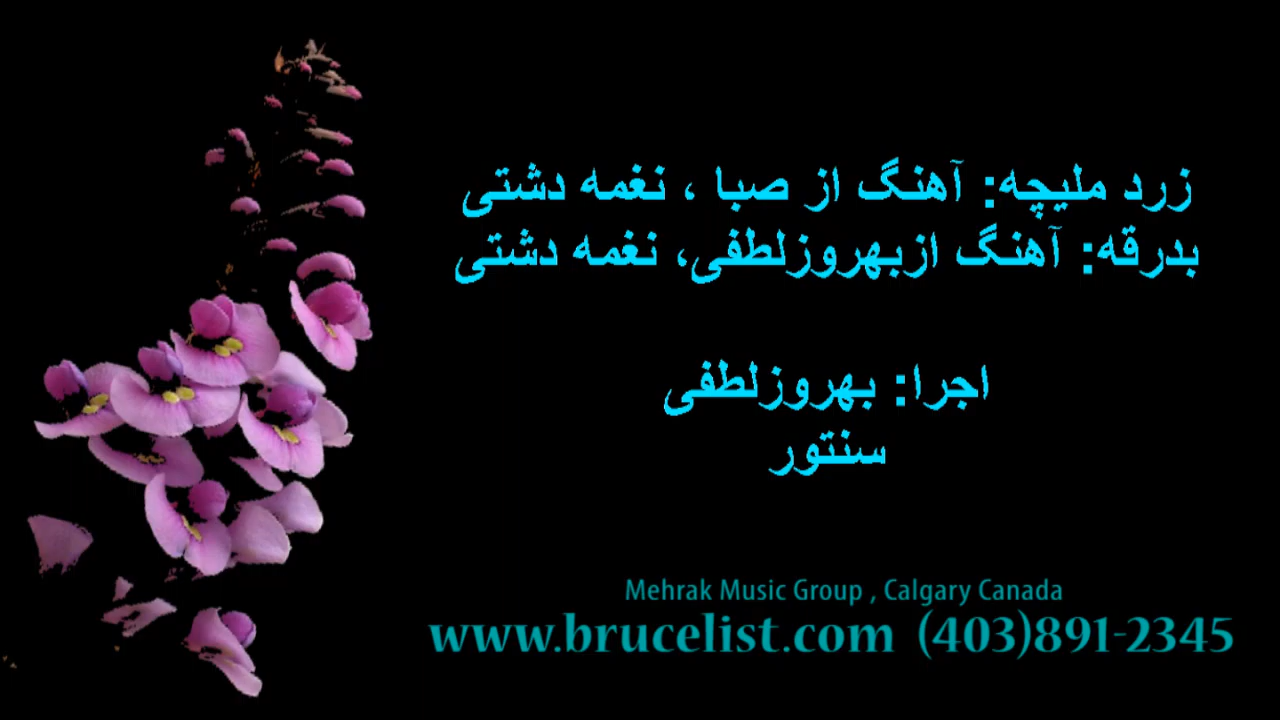 زرد ملیچه: آهنگ از صبا ، نغمه دشتی
بدرقه: آهنگ ازبهروزلطفی، نغمه دشتی
اجرا: بهروزلطفی
سنتور
Mehrak Music Group , Calgary Canada
www.brucelist.com (403)891-2345